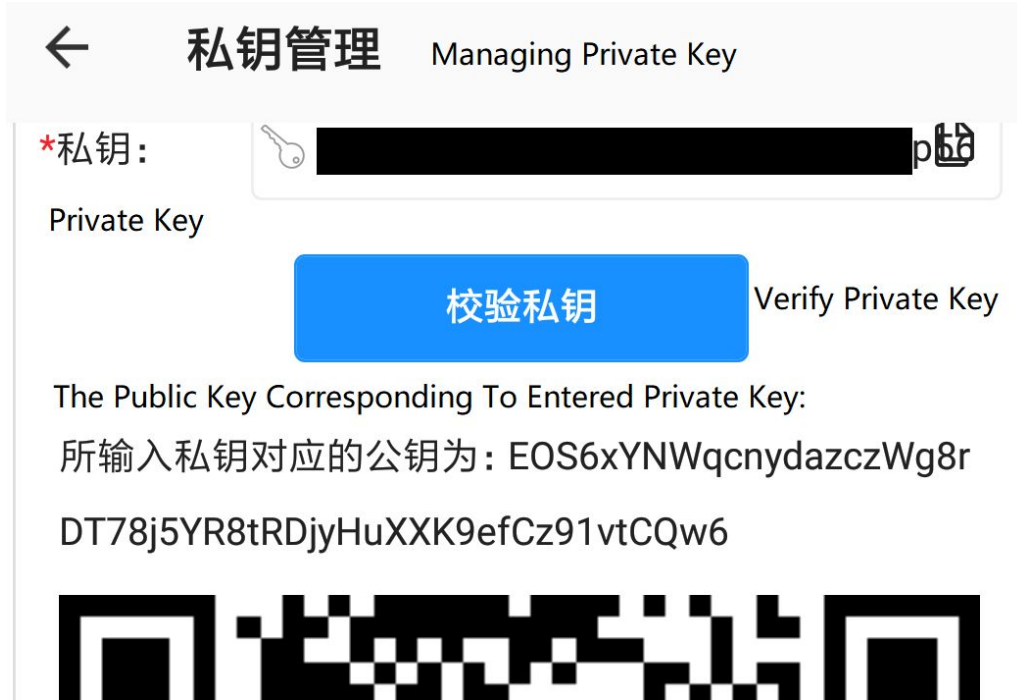 私钥管理 Managing Private Key
*私钥:
Private Key
校验私钥 Verify Private Key
The Public Key Corresponding To Entered Private Key:
所输入私钥对应的公钥为: EOS6xYNWqcnydazczWg8r
DT78j5YR8tRDjyHuXXK9efCz91vtCQw6